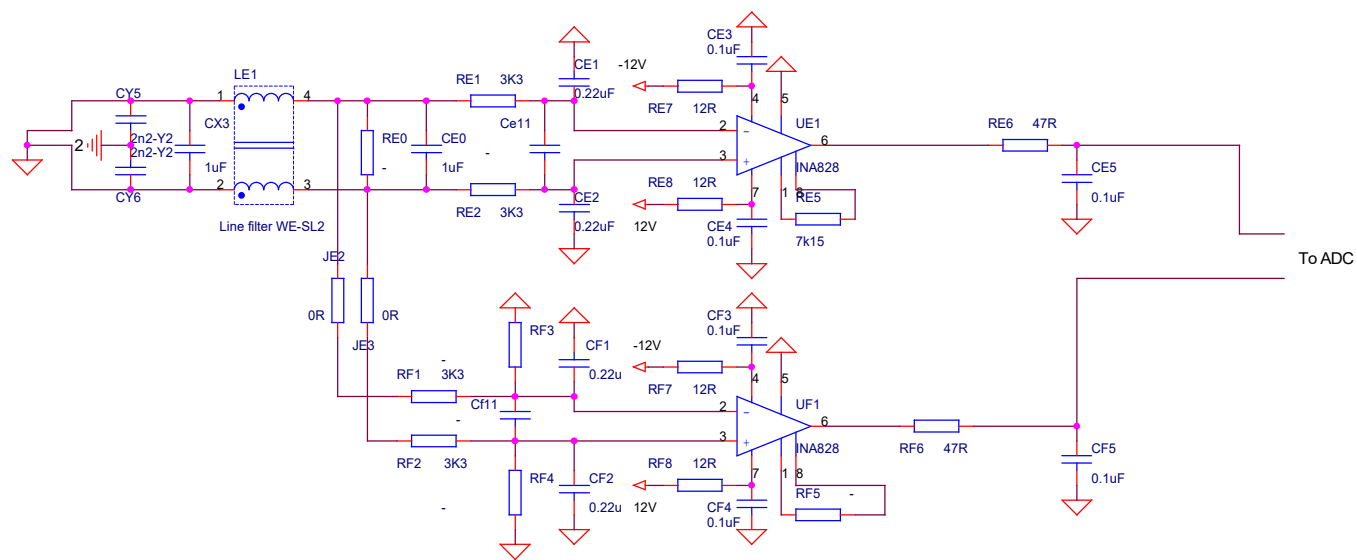 CE3
0.1uF
LE1
CE1
-12V
CY5
1
4
RE1
3K3
0.22uF
RE7
12R
4
5
CX3
Ce11
2
UE1
RE6
47R
2n2-Y2
RE0
CE0
-
6
2
2n2-Y2
1uF
-
1uF
3
INA828
CE5
RE8
12R
7
1
8
0.1uF
2
3
CE2
RE5
CY6
RE2
3K3
0.22uF
12V
CE4
0.1uF
7k15
Line filter WE-SL2
JE2
To ADC
CF3
0R
0R
RF3
0.1uF
JE3
CF1
-12V
-
RF1
3K3
0.22u
RF7
12R
4
5
Cf11
2
UF1
-
6
3
INA828
RF6
47R
RF2
3K3
RF8
12R
7
1
8
CF5
RF4
CF2
RF5
-
0.1uF
-
0.22u
12V
CF4
0.1uF